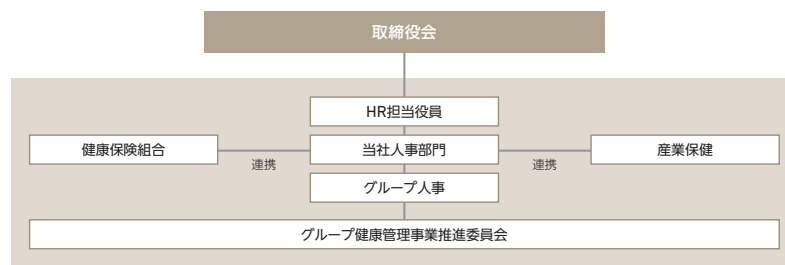 取締役会
HR担当役員
健康保険組合
連携
当社人事部門
連携
産業保健
グループ人事
グループ健康管理事業推進委員会